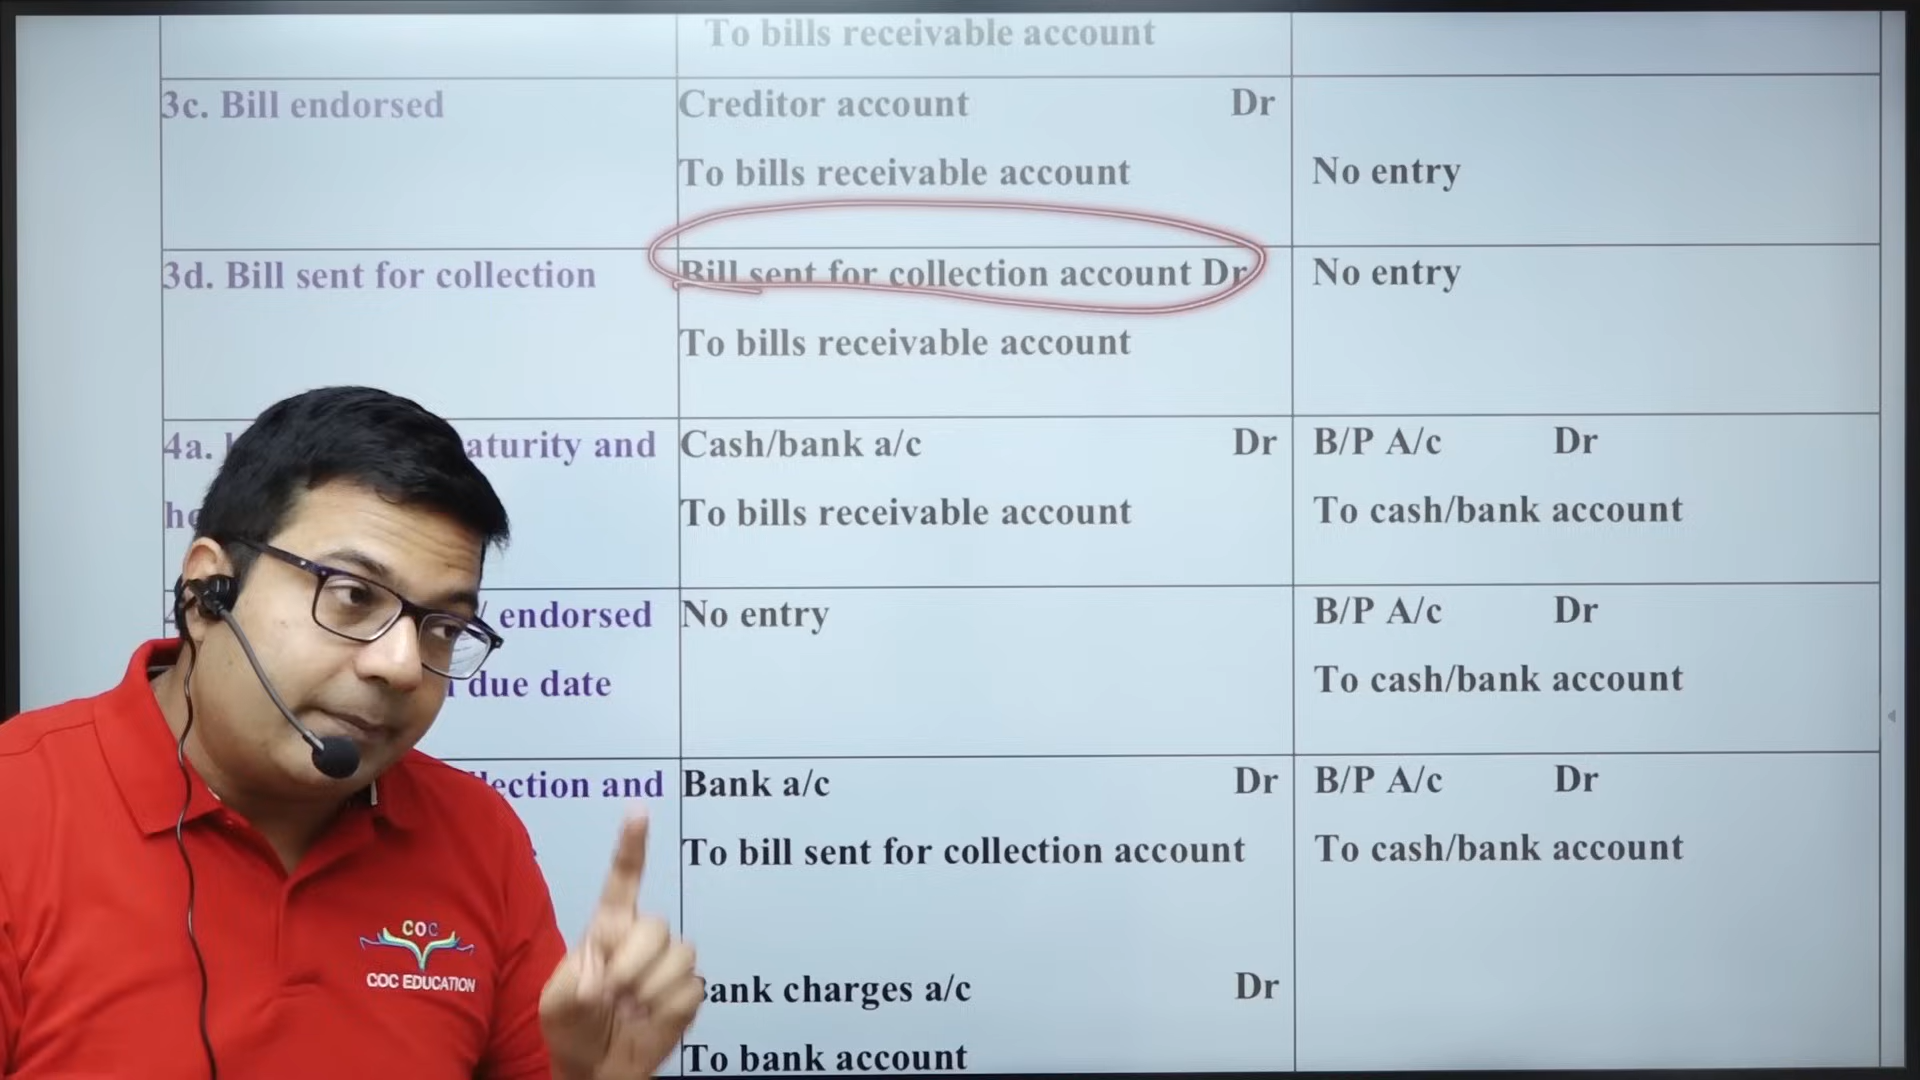 To bills receivable account
3c. Bill endorsed
Creditor account Dr
To bills receivable account
No entry
3d. Bill sent for collection
Bill sent for collection account Dr
To bills receivable account
No entry
4a. aturity and
Cash/bank a/c Dr
To bills receivable account
B/P A/c Dr
To cash/bank account
endorsed
due date
No entry
B/P A/c Dr
To cash/bank account
ection and
Bank a/c Dr
To bill sent for collection account
B/P A/c Dr
To cash/bank account
ank charges a/c Dr
To bank account
COC
COC EDUCATION